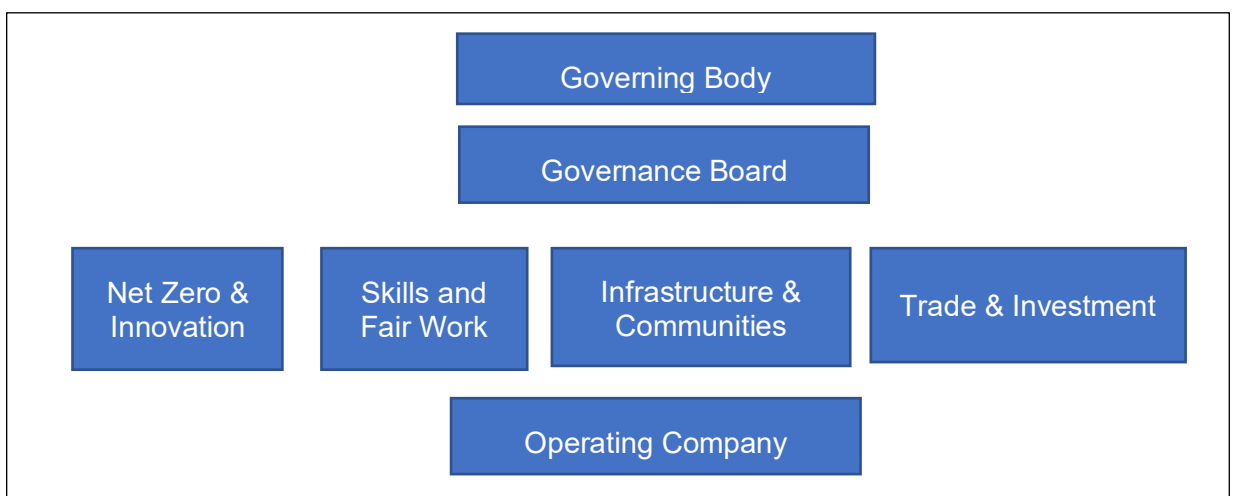 Governing Body
Governance Board
Net Zero &
Innovation
Skills and
Fair Work
Infrastructure &
Communities
Trade & Investment
Operating Company